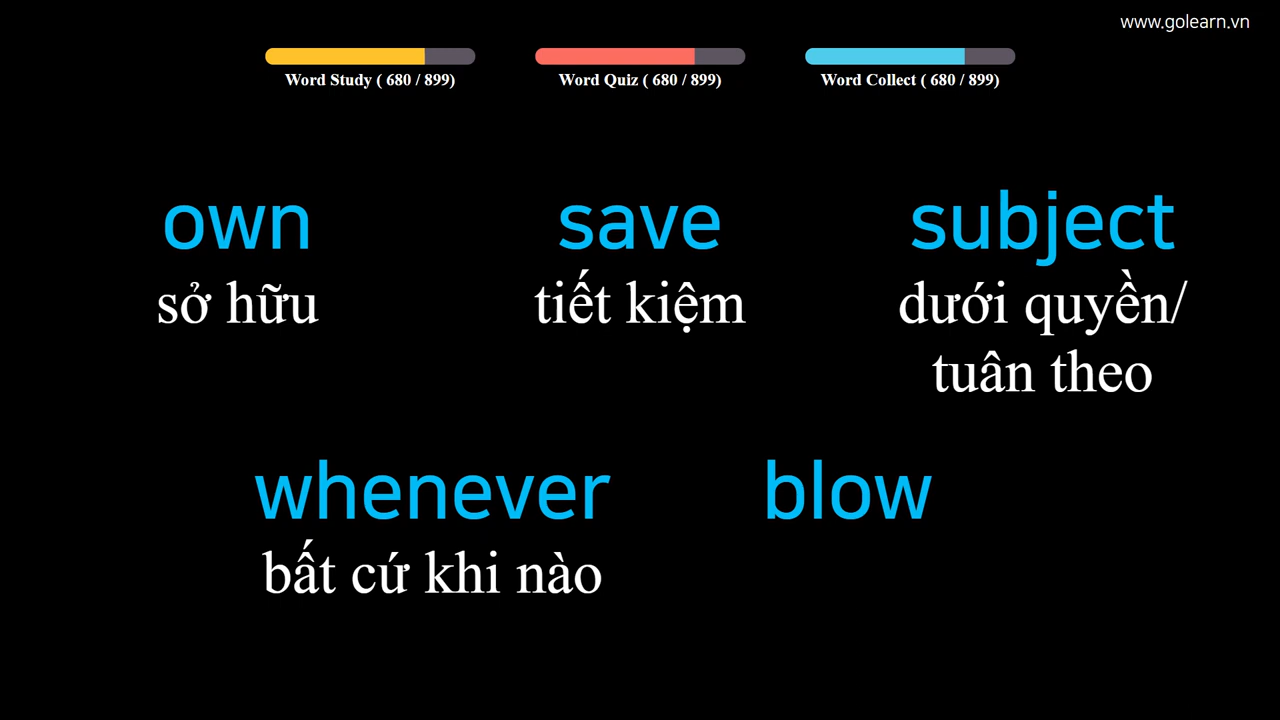 www.golearn.vn
Word Study ( 680 / 899)
Word Quiz ( 680 / 899)
Word Collect ( 680 / 899)
own
save
subject
sở hữu
tiết kiệm
dưới quyền/
tuân theo
whenever
blow
bất cứ khi nào